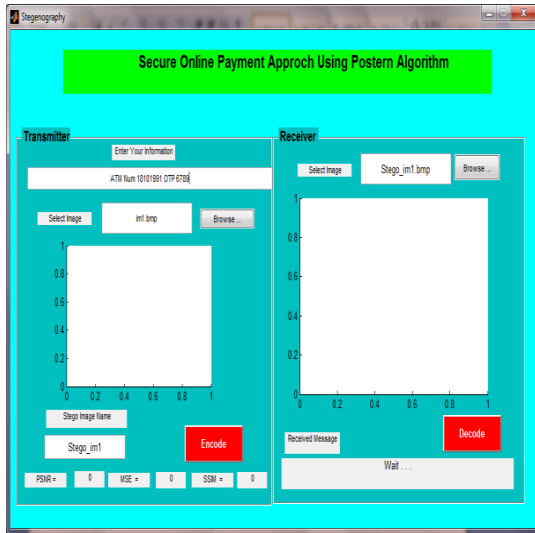 Stegenography
Secure Online Payment Approch Using Postern Algorithm
Transmitter
Enter Your Information
ATM Num 18101991 OTP 6789
Select Image
im1.bmp
Browse ...
1
0.8
0.6
0.4
0.2
0
0 0.2 0.4 0.6 0.8 1
Stego Image Name
Stego_im1
Encode
PSNR = 0 MSE = 0 SSIM = 0
Receiver
Select Image
Stego_im1.bmp
Browse ...
1
0.8
0.6
0.4
0.2
0
0 0.2 0.4 0.6 0.8 1
Decode
Received Message
Wait . . .